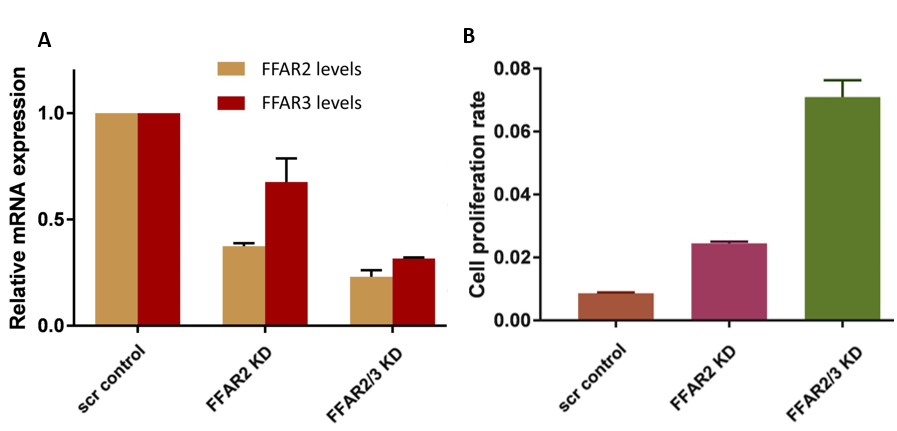 A
FFAR2 levels
FFAR3 levels
Relative mRNA expression
1.0
0.5
0.0
scr control
FFAR2 KD
FFAR2/3 KD
B
Cell proliferation rate
0.08
0.06
0.04
0.02
0.00
scr control
FFAR2 KD
FFAR2/3 KD